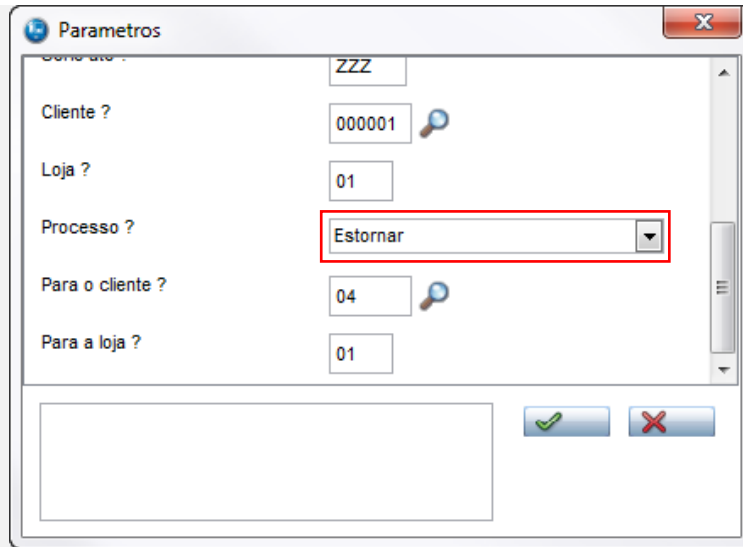 Parametros
ZZZ
Cliente ?
000001
Loja ?
01
Processo ?
Estornar
Para o cliente ?
04
Para a loja ?
01